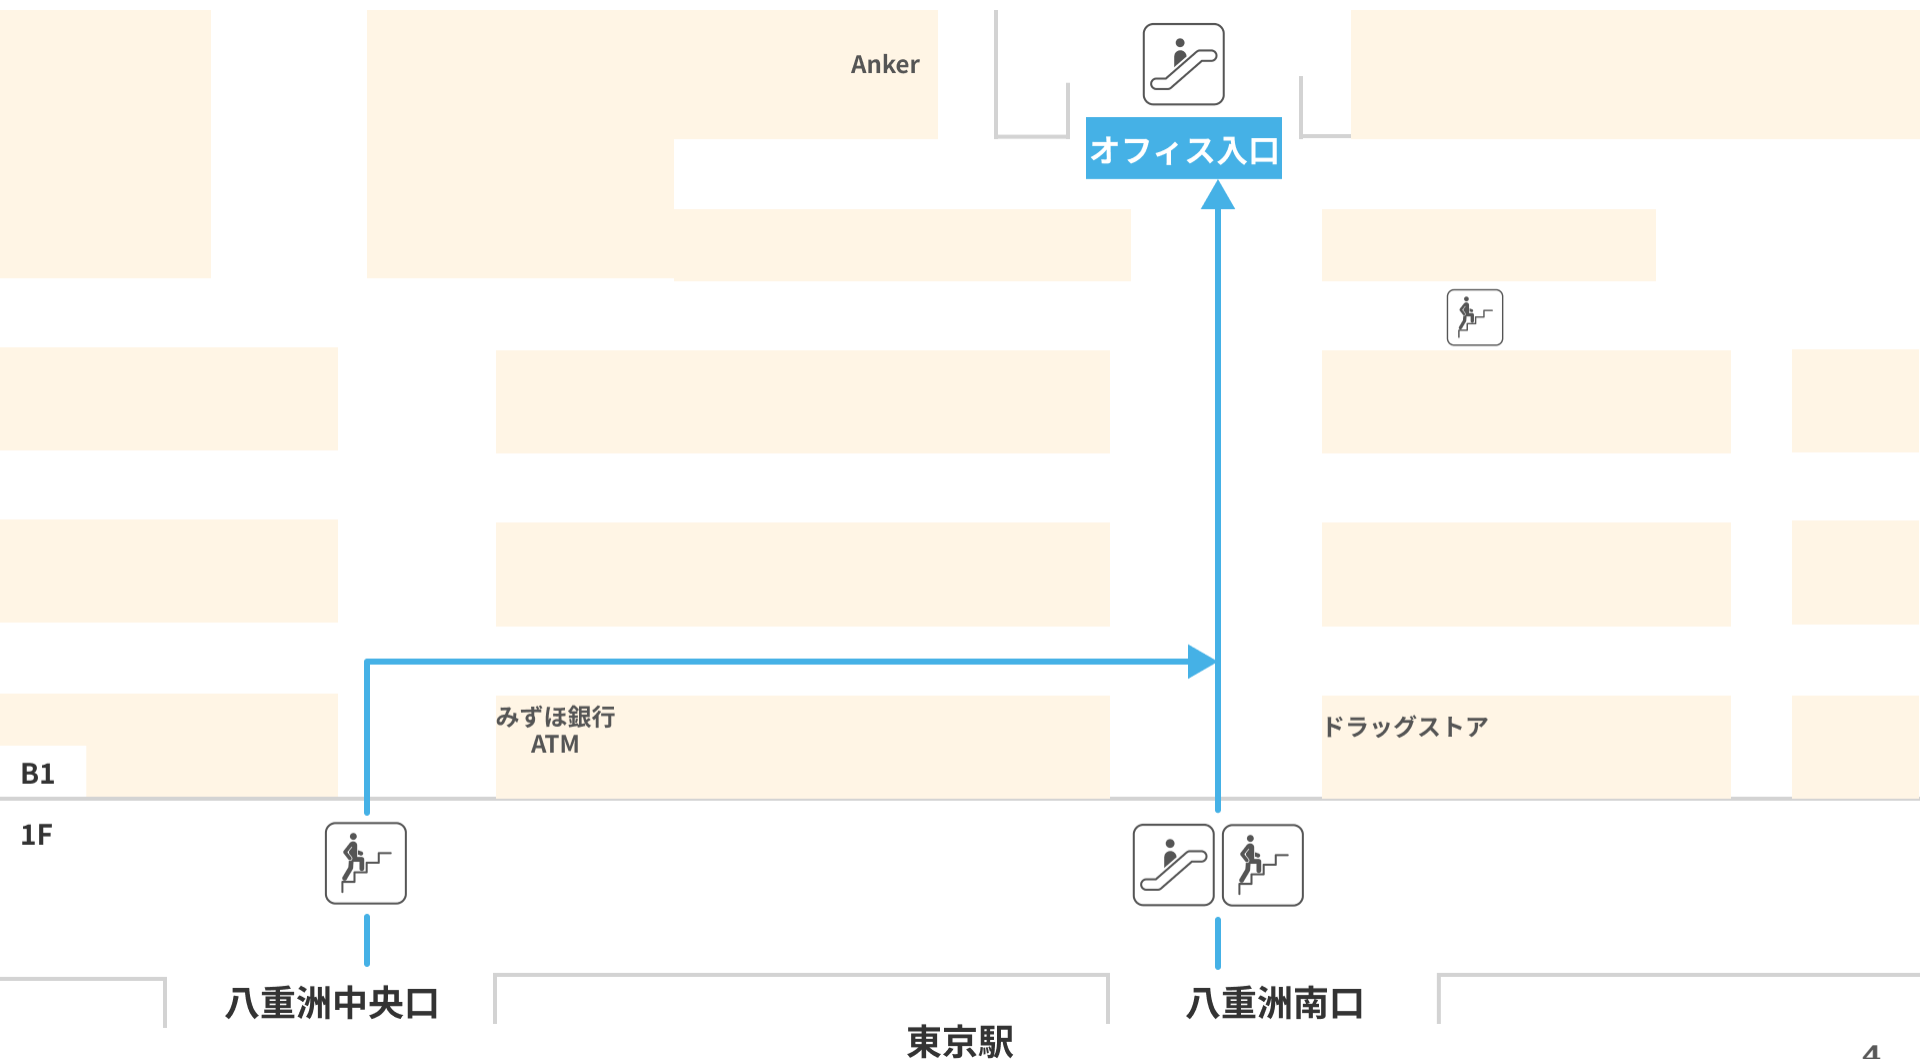 Anker
オフィス入口
みずほ銀行
ATM
ドラッグストア
B1
1F
八重洲中央口
八重洲南口
東京駅
4